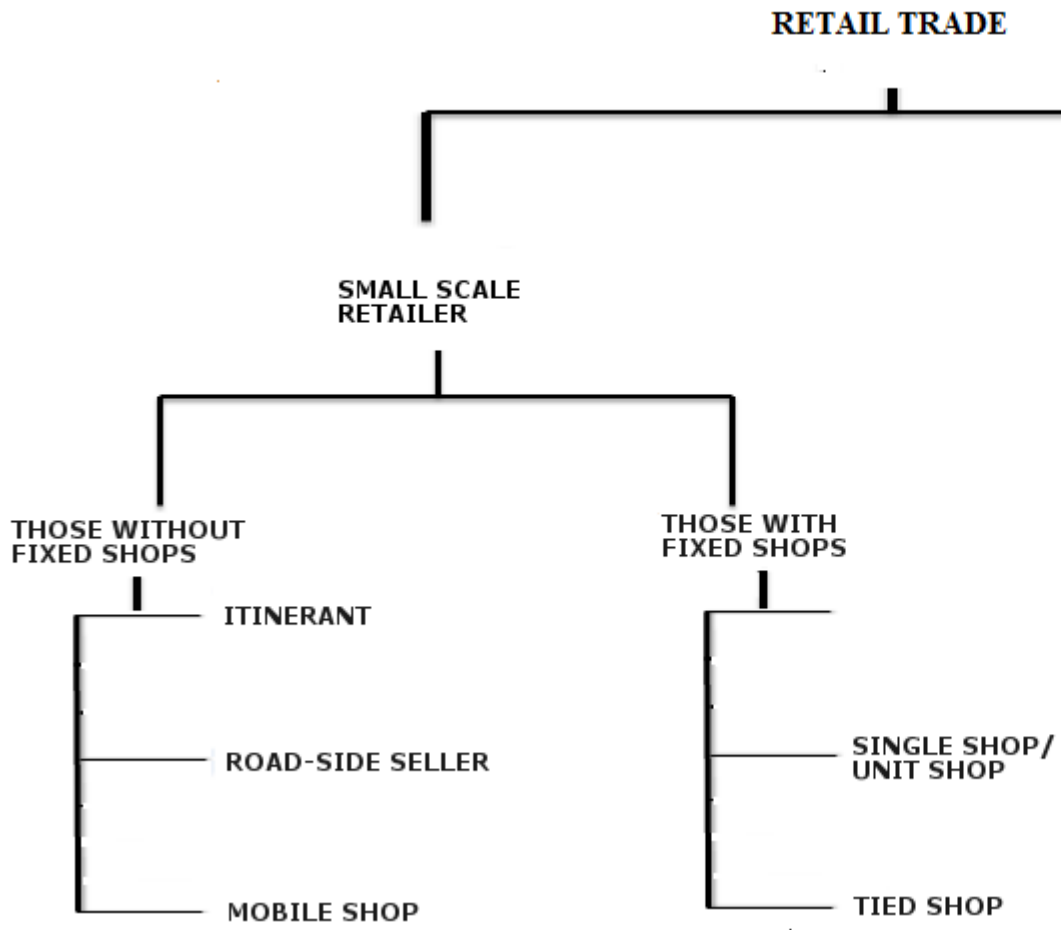 RETAIL TRADE
SMALL SCALE
RETAILER
THOSE WITHOUT
FIXED SHOPS
THOSE WITH
FIXED SHOPS
ITINERANT
ROAD-SIDE SELLER
SINGLE SHOP/
UNIT SHOP
MOBILE SHOP
TIED SHOP